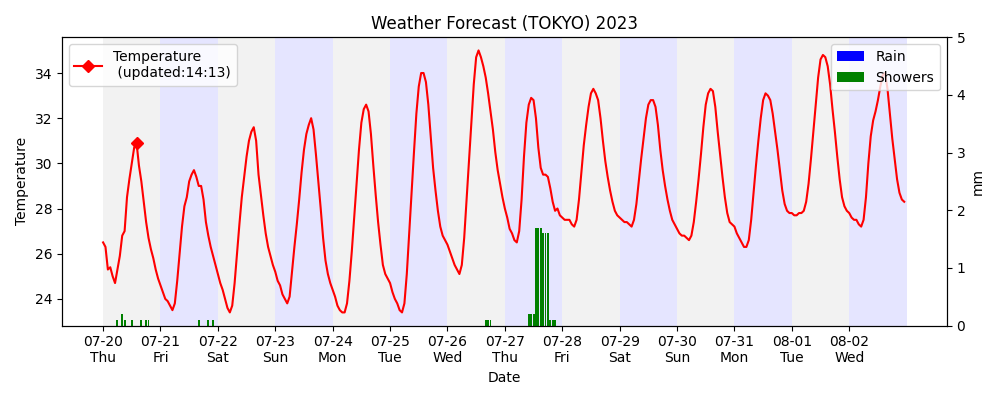 Weather Forecast (TOKYO) 2023
Temperature
(updated:14:13)
Rain
Showers
Temperature
34
32
30
28
26
24
5
4
3
2
1
0
mm
07-20 07-21 07-22 07-23 07-24 07-25 07-26 07-27 07-28 07-29 07-30 07-31 08-01 08-02
Thu Fri Sat Sun Mon Tue Wed Thu Fri Sat Sun Mon Tue Wed
Date